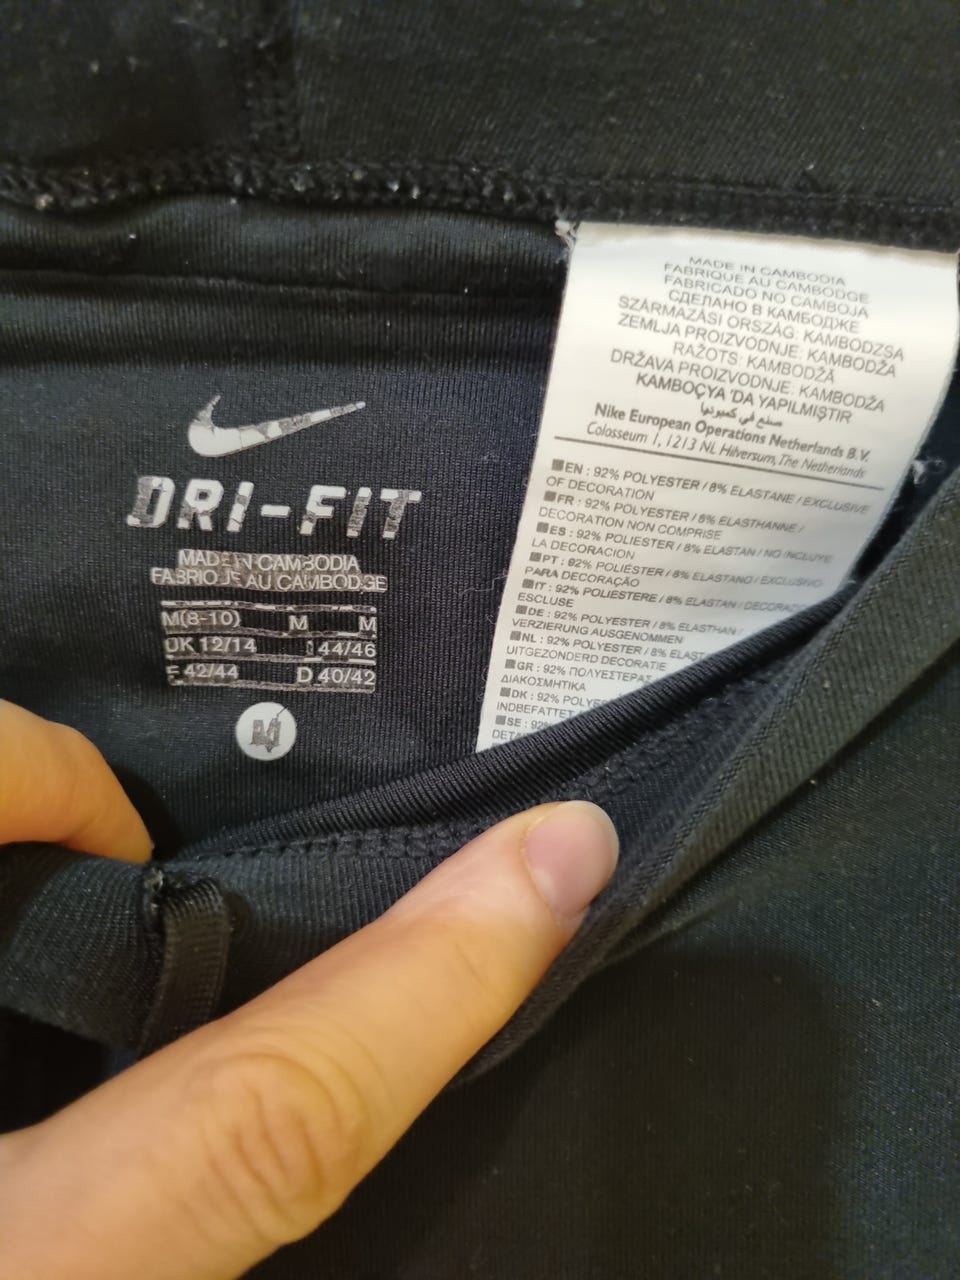 DRI-FIT
MADE IN CAMBODIA
FABRIQUE AU CAMBODGE
M(8-10) M M
UK 12/14 44/46
F 42/44 D 40/42
M
MADE IN CAMBODIA
FABRIQUE AU CAMBODGE
FABRICADO NO CAMBOJA
СДЕЛАНО В КАМБОДЖЕ
SZÁRMAZÁSI ORSZÁG: KAMBODZSA
ZEMLJA PROIZVODNJE: KAMBODŽA
RAŽOTS: KAMBODŽĀ
DRŽAVA PROIZVODNJE: KAMBODŽA
KAMBOÇYA 'DA YAPILMIŞTIR
صنع في كمبوديا
Nike European Operations Netherlands B.V.
Colosseum 1, 1213 NL Hilversum, The Netherlands
EN : 92% POLYESTER / 8% ELASTANE / EXCLUSIVE
OF DECORATION
FR : 92% POLYESTER / 8% ELASTHANNE /
DECORATION NON COMPRISE
ES : 92% POLIESTER / 8% ELASTAN / NO INCLUYE
LA DECORACION
PT : 92% POLIÉSTER / 8% ELASTANO / EXCLUSIVO
PARA DECORAÇÃO
IT : 92% POLIESTERE / 8% ELASTAN / DECORAZIO
ESCLUSE
DE : 92% POLYESTER / 8% ELASTHAN /
VERZIERUNG AUSGENOMMEN
NL : 92% POLYESTER / 8% ELAST
UITGEZONDERD DECORATIE
GR : 92% ΠΟΛΥΕΣΤΕΡΑΣ
ΔΙΑΚΟΣΜΗΤΙΚΑ
DK : 92% POLYES
INDBEFATTET
SE : 92%